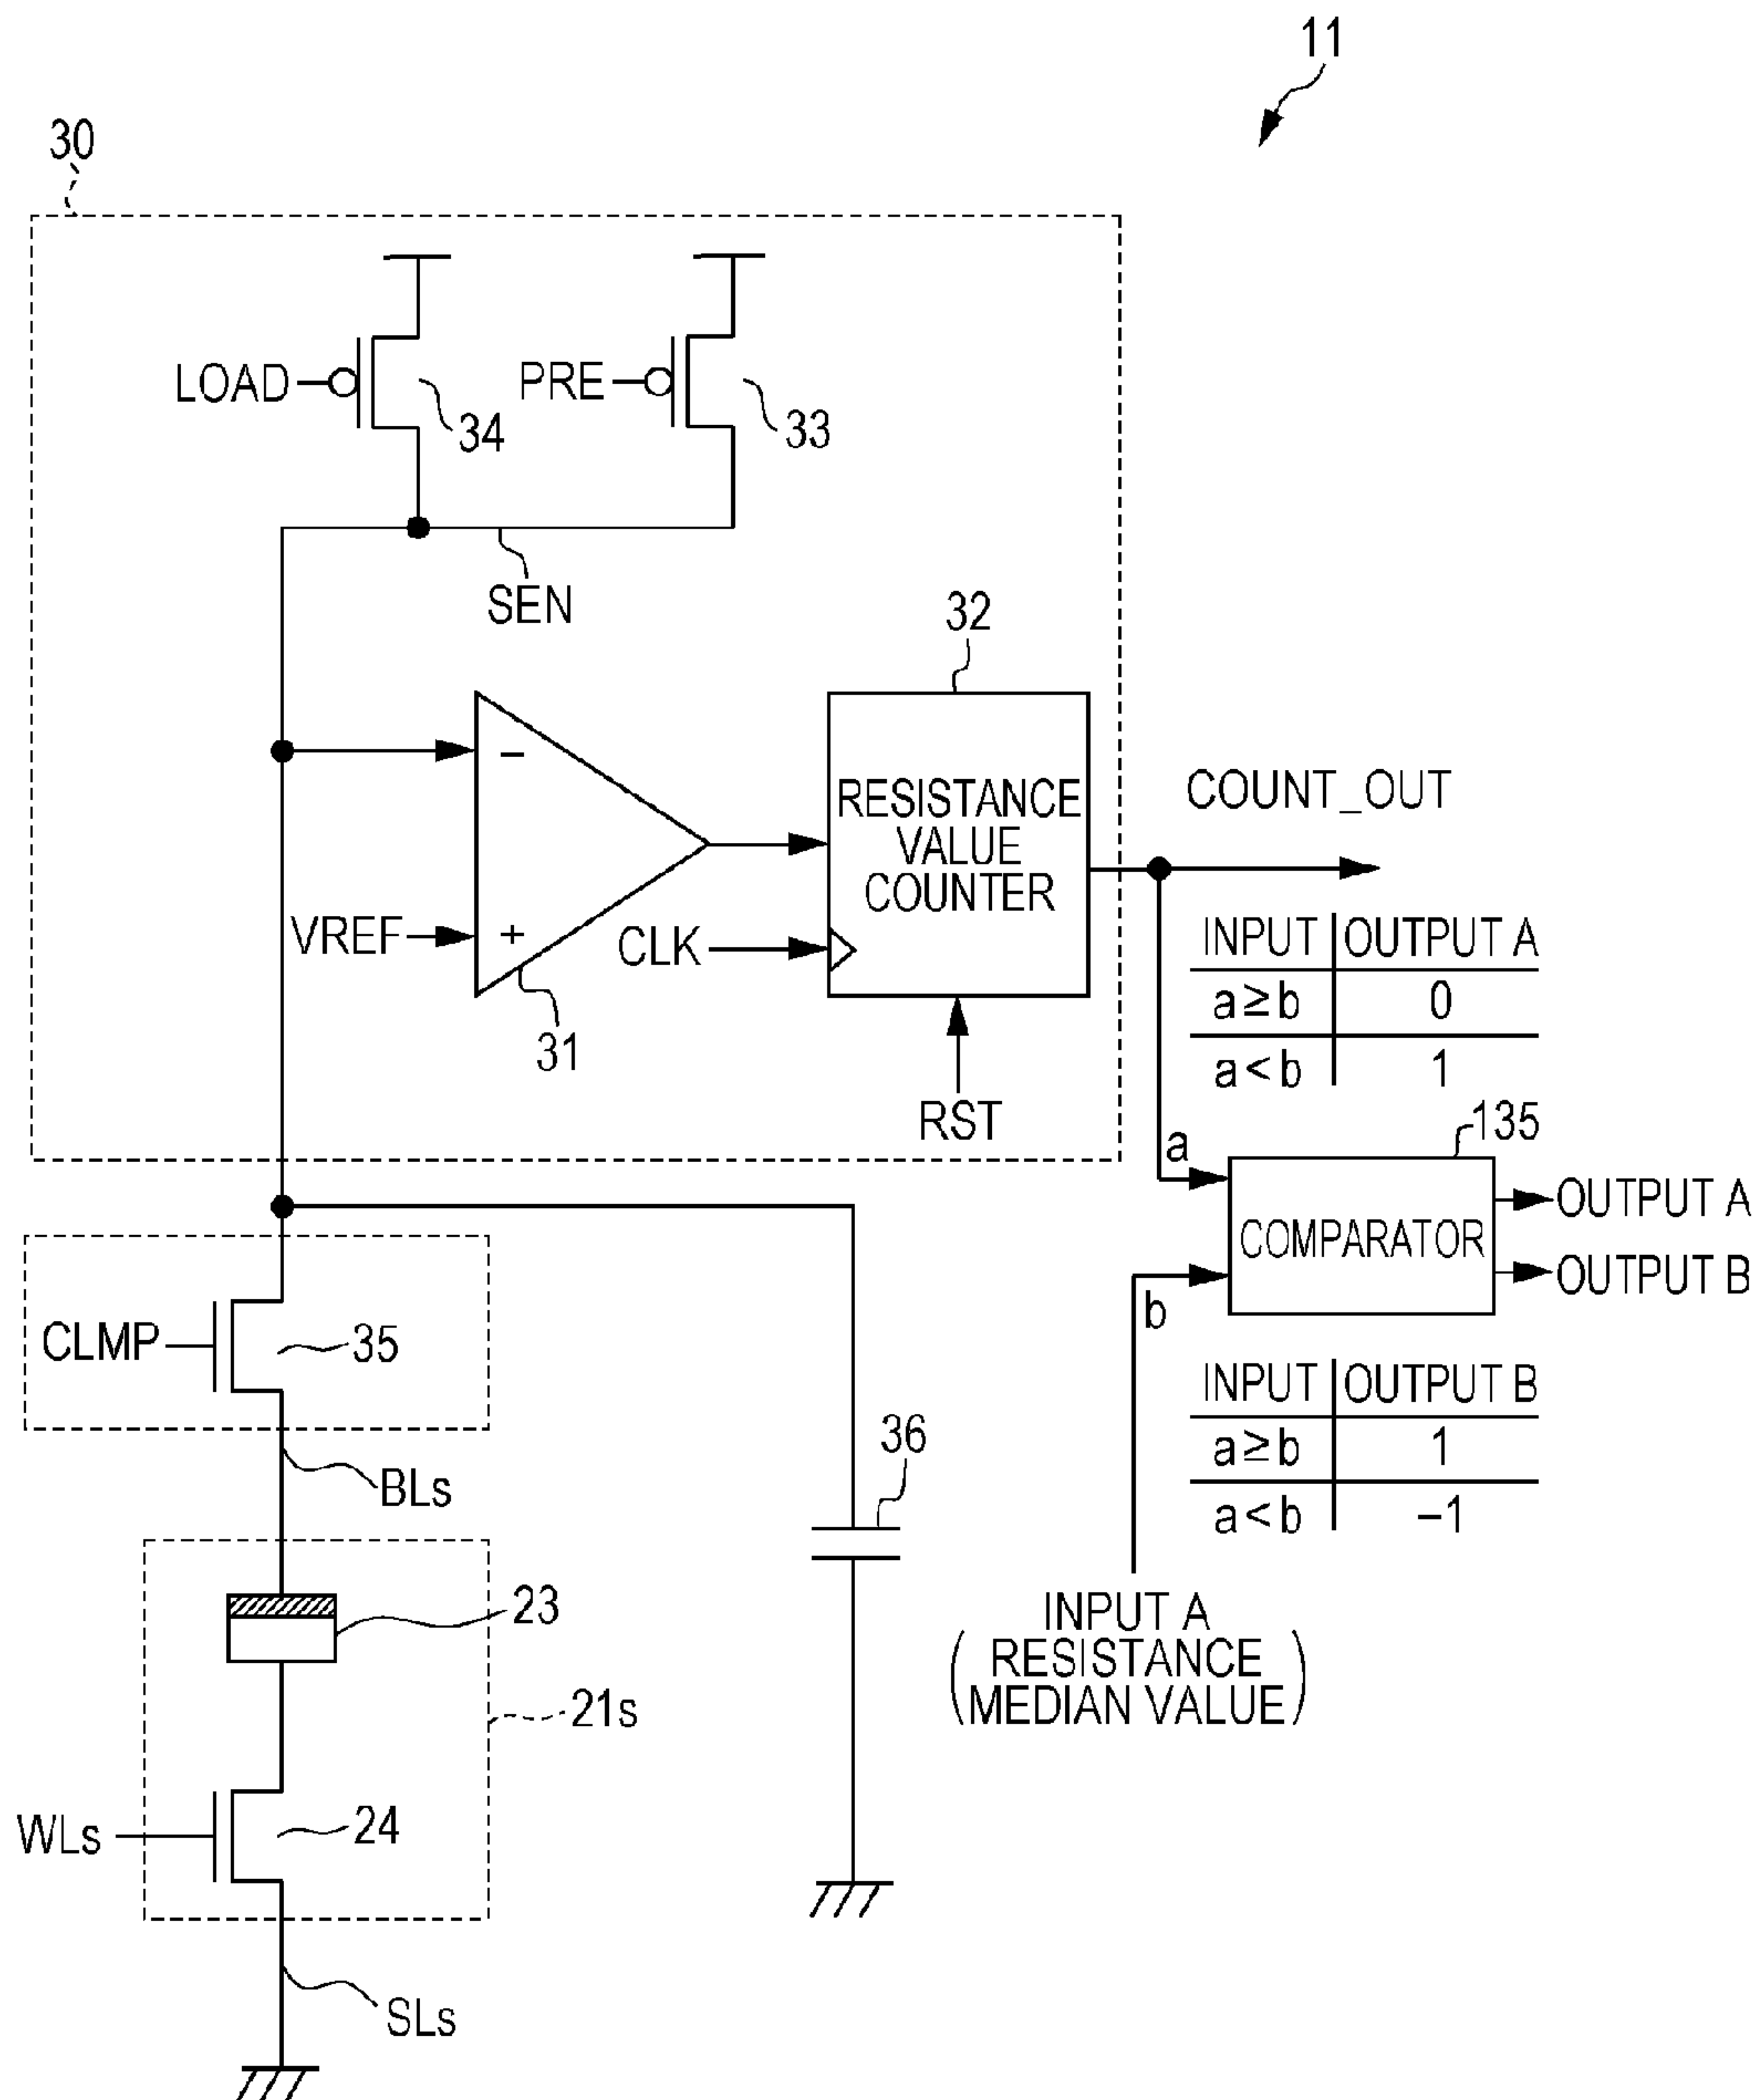 11
30
LOAD
34
PRE
33
SEN
32
RESISTANCE
VALUE
COUNTER
COUNT_OUT
−
VREF
+
CLK
31
RST
INPUT OUTPUT A
a≥b 0
a<b 1
135
a
COMPARATOR
OUTPUT A
OUTPUT B
b
CLMP
35
INPUT OUTPUT B
a≥b 1
a<b −1
BLs
36
23
INPUT A
(RESISTANCE
MEDIAN VALUE)
21s
WLs
24
SLs